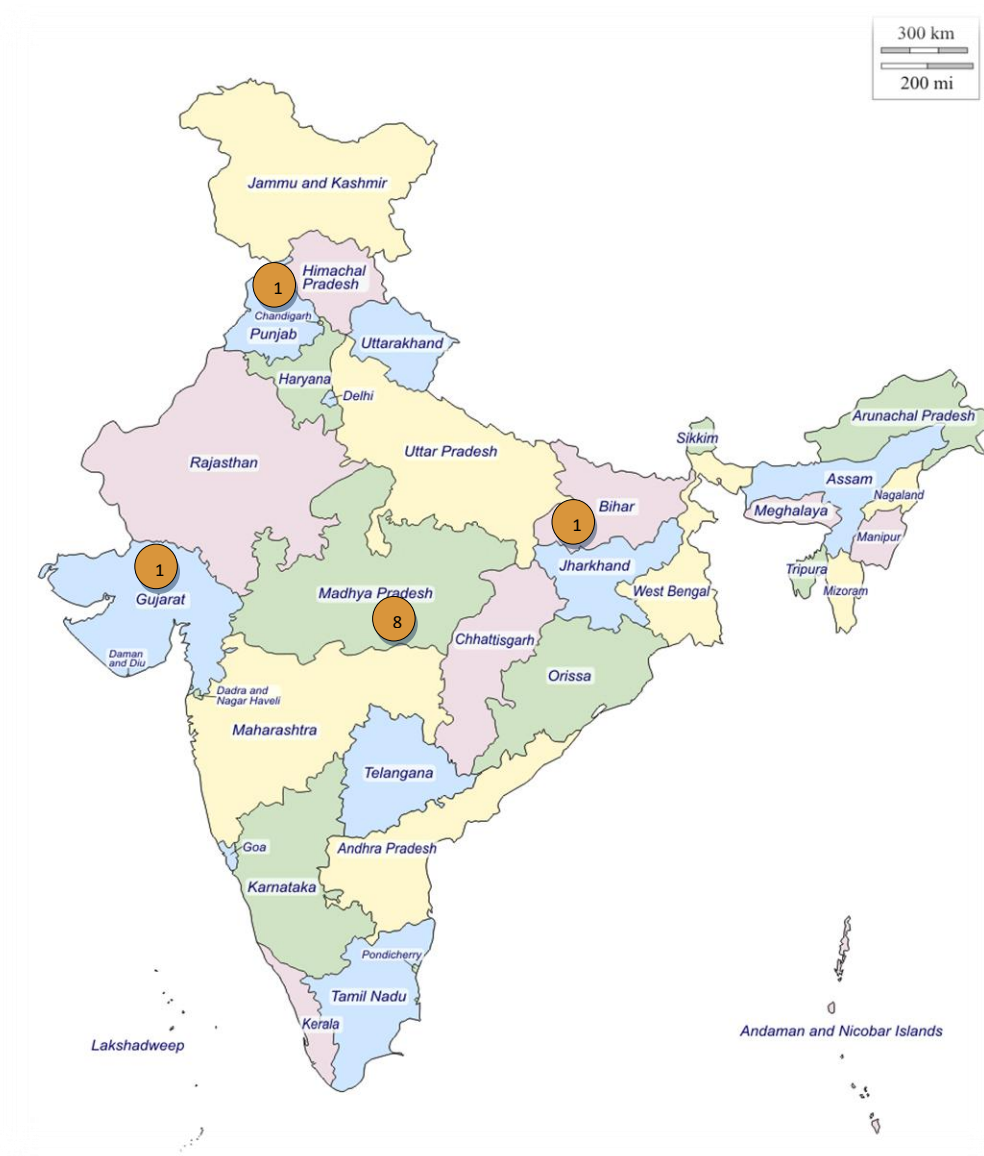 300 km
200 mi
Jammu and Kashmir
Himachal
Pradesh
1
Chandigarh
Punjab
Uttarakhand
Haryana
Delhi
Arunachal Pradesh
Sikkim
Uttar Pradesh
Rajasthan
Assam
Nagaland
Bihar
Meghalaya
1
Manipur
Jharkhand
1
Tripura
Gujarat
Madhya Pradesh
West Bengal
Mizoram
8
Chhattisgarh
Daman
and Diu
Orissa
Dadra and
Nagar Haveli
Maharashtra
Telangana
Goa
Andhra Pradesh
Karnataka
Pondicherry
Tamil Nadu
Kerala
Andaman and Nicobar Islands
Lakshadweep